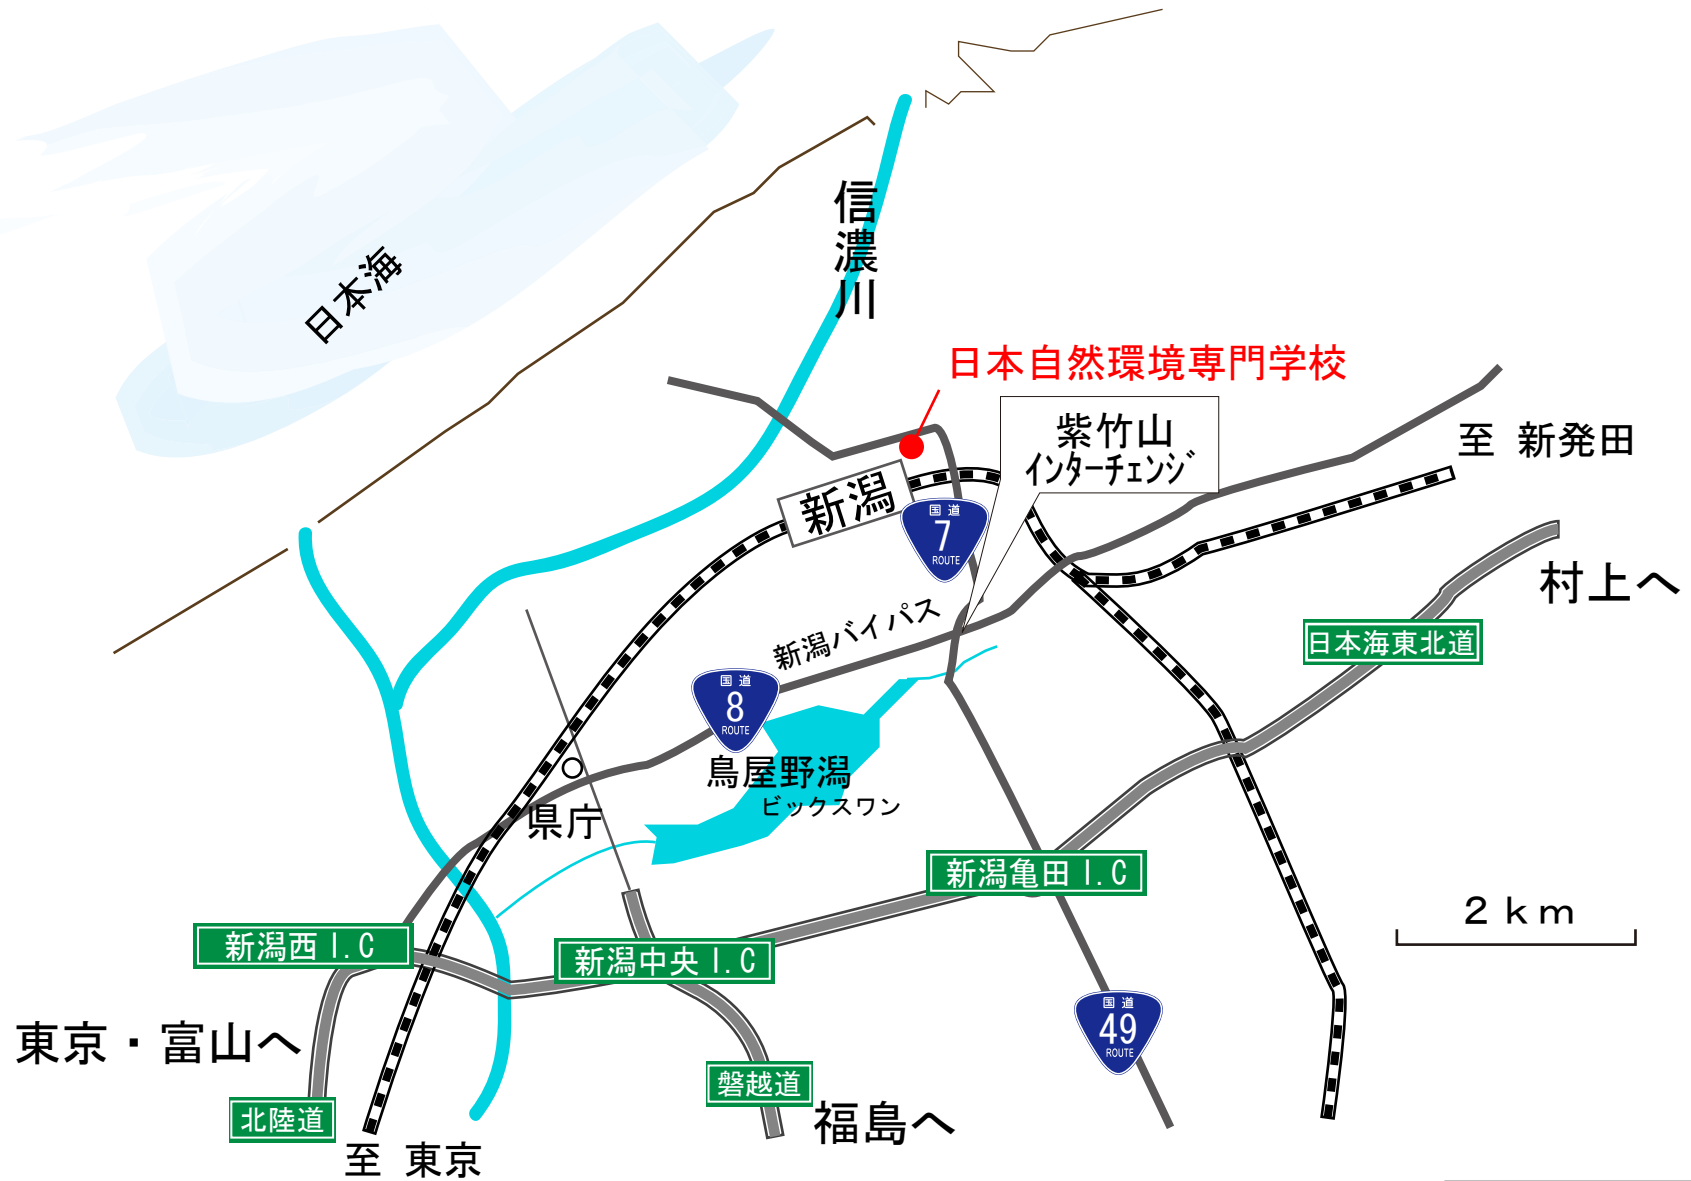 信濃川
日本海
日本自然環境専門学校
紫竹山
インターチェンジ
至 新発田
新潟
国道
7
ROUTE
村上へ
新潟バイパス
日本海東北道
国道
8
ROUTE
鳥屋野潟
ビックスワン
県庁
新潟亀田I.C
2km
新潟西I.C
新潟中央I.C
国道
49
ROUTE
東京・富山へ
磐越道
北陸道
福島へ
至 東京